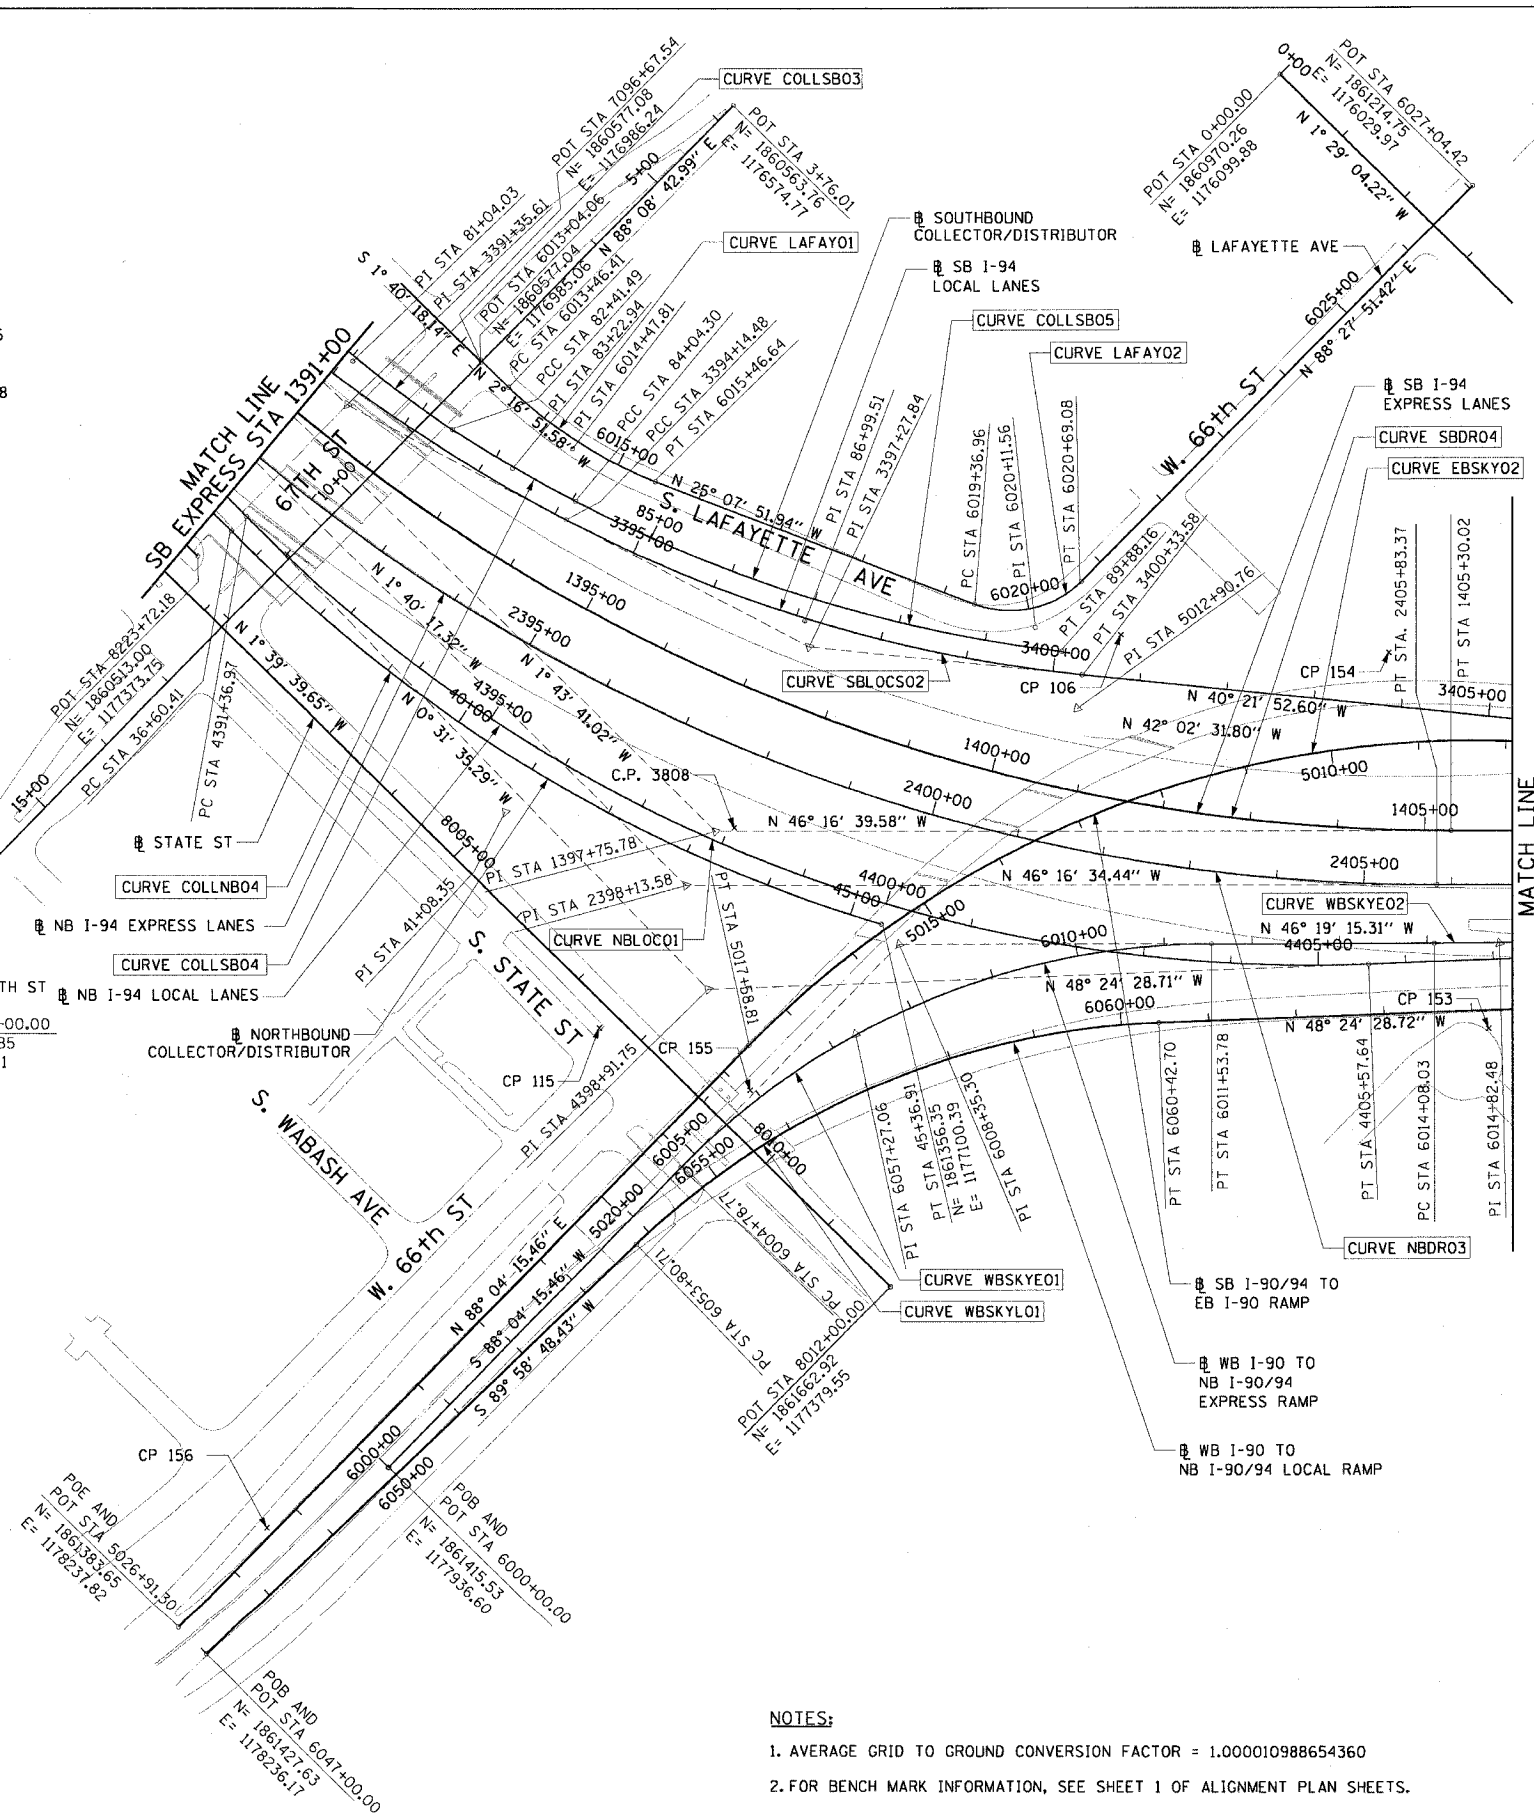 CURVE COLLSB03
POT STA 7096+67.54
N= 1860577.08
E= 1176986.24
5+00
N 88° 08' 42.99" E
POT STA 3+76.01
N= 1860563.76
E= 1176574.77
PI STA 81+04.03
PI STA 3391+35.61
S 1° 40' 18.14" E
POT STA 6013+04.06
N= 1860577.04
E= 1176985.06
PC STA 6013+46.41
PCC STA 82+41.49
PI STA 83+22.94
PI STA 6014+47.81
PCC STA 84+04.30
PCC STA 3394+14.48
PT STA 6015+46.64
CURVE LAFAY01
N 2° 16' 51.58" W
6015+00
N 25° 07' 51.94" W
S. LAFAYETTE AVE
85+00
3395+00
℄ SOUTHBOUND
COLLECTOR/DISTRIBUTOR
℄ SB I-94
LOCAL LANES
CURVE COLLSB05
CURVE LAFAY02
PI STA 86+99.51
PI STA 3397+27.84
PC STA 6019+36.96
PI STA 6020+11.56
PT STA 6020+69.08
6020+00
0+00
POT STA 0+00.00
N= 1860970.26
E= 1176099.88
POT STA 6027+04.42
N= 1861214.75
E= 1176029.97
N 1° 29' 04.22" W
℄ LAFAYETTE AVE
6025+00
N 88° 27' 51.42" E
W. 66th ST
℄ SB I-94
EXPRESS LANES
CURVE SBDR04
CURVE EBSKY02
PT STA 89+88.16
PT STA 3400+33.58
PI STA 5012+90.76
3400+00
CP 106
CP 154
PT STA. 2405+83.37
PT STA 1405+30.02
3405+00
N 40° 21' 52.60" W
N 42° 02' 31.80" W
CURVE SBLOCS02
MATCH LINE
SB EXPRESS STA 1391+00
67TH ST
10+00
1395+00
2395+00
N 1° 40' 17.32" W
N 1° 43' 41.02" W
4395+00
40+00
N 0° 31' 35.29" W
N 1° 39' 39.65" W
POT STA 8223+72.18
N= 1860513.00
E= 1177373.75
PC STA 36+60.41
PC STA 4391+36.97
15+00
℄ STATE ST
CURVE COLLNB04
℄ NB I-94 EXPRESS LANES
CURVE COLLSB04
℄ NB I-94 LOCAL LANES
TH ST
℄ NORTHBOUND
COLLECTOR/DISTRIBUTOR
8005+00
PI STA 1397+75.78
PI STA 2398+13.58
PI STA 41+08.35
C.P. 3808
N 46° 16' 39.58" W
1400+00
2400+00
5010+00
1405+00
2405+00
MATCH LINE
N 46° 16' 34.44" W
4400+00
45+00
5015+00
CURVE NBLOC01
PT STA 5017+58.81
CURVE WBSKYE02
N 46° 19' 15.31" W
4405+00
6010+00
N 48° 24' 28.71" W
6060+00
CP 153
N 48° 24' 28.72" W
S. STATE ST
CP 115
CP 155
PI STA 4398+91.75
S. WABASH AVE
W. 66th ST
6005+00
6055+00
8010+00
5020+00
PI STA 6057+27.06
PT STA 45+36.91
N= 1861356.35
E= 1177100.39
PI STA 6008+35.30
PT STA 6060+42.70
PT STA 6011+53.78
PT STA 4405+57.64
PC STA 6014+08.03
PI STA 6014+82.48
CURVE NBDR03
N 88° 04' 15.46" E
S 88° 04' 15.46" W
S 89° 58' 48.43" W
PC STA 6004+78.77
PC STA 6053+80.71
CURVE WBSKYE01
CURVE WBSKYL01
POT STA 8012+00.00
N= 1861662.92
E= 1177379.55
℄ SB I-90/94 TO
EB I-90 RAMP
℄ WB I-90 TO
NB I-90/94
EXPRESS RAMP
℄ WB I-90 TO
NB I-90/94 LOCAL RAMP
CP 156
6000+00
6050+00
POE AND
POT STA 5026+91.30
N= 1861383.65
E= 1178237.82
POB AND
POT STA 6000+00.00
N= 1861415.53
E= 1177936.60
POB AND
POT STA 6047+00.00
N= 1861427.63
E= 1178236.17
NOTES:
1. AVERAGE GRID TO GROUND CONVERSION FACTOR = 1.000010988654360
2. FOR BENCH MARK INFORMATION, SEE SHEET 1 OF ALIGNMENT PLAN SHEETS.